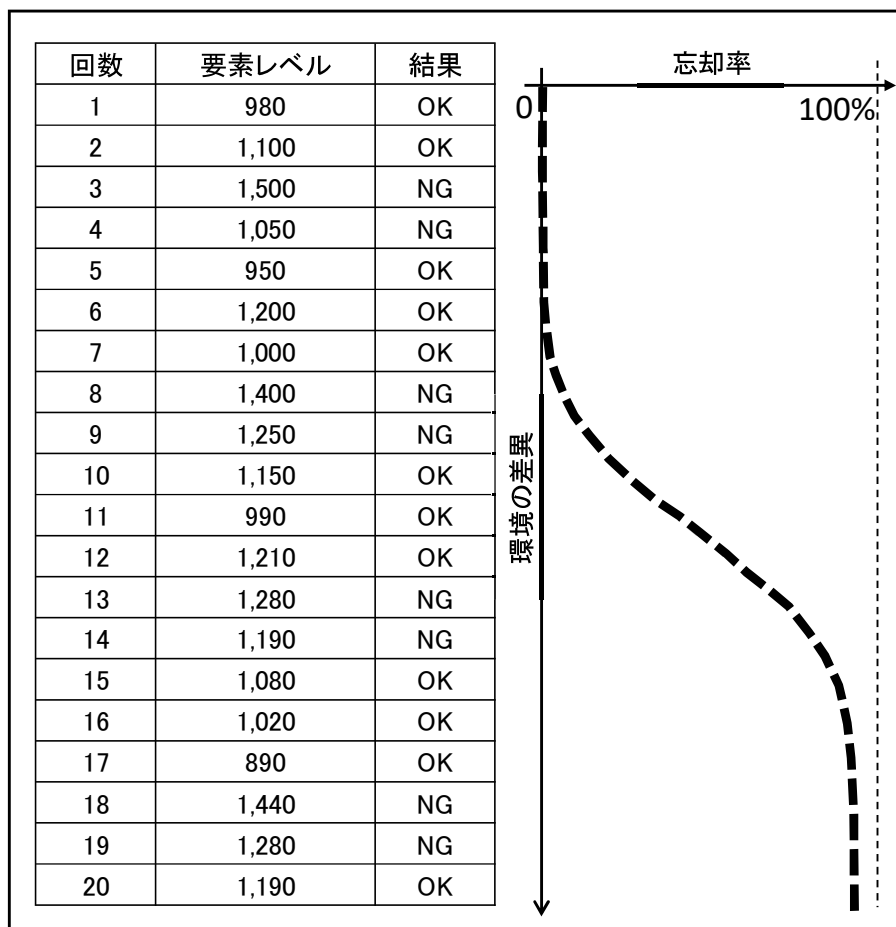 回数 要素レベル 結果
1 980 OK
2 1,100 OK
3 1,500 NG
4 1,050 NG
5 950 OK
6 1,200 OK
7 1,000 OK
8 1,400 NG
9 1,250 NG
10 1,150 OK
11 990 OK
12 1,210 OK
13 1,280 NG
14 1,190 NG
15 1,080 OK
16 1,020 OK
17 890 OK
18 1,440 NG
19 1,280 NG
20 1,190 OK
忘却率
0 100%
環境の差異